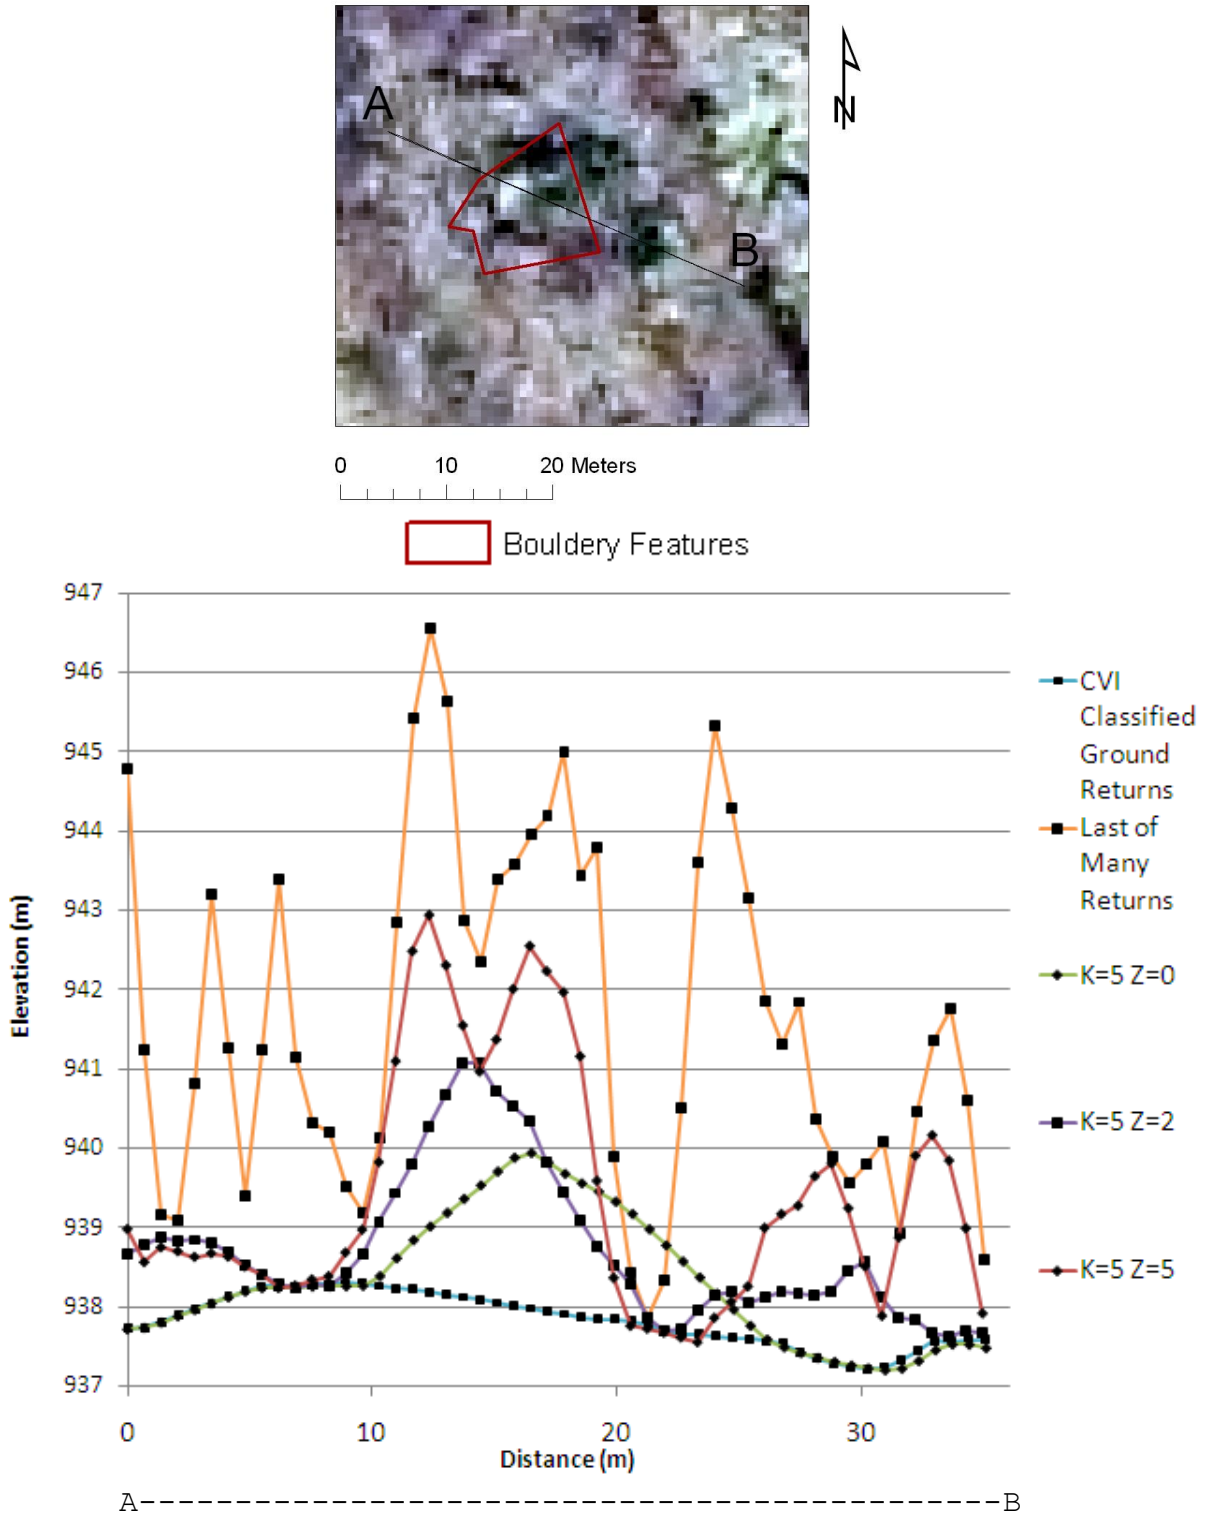 A
B
N
0 10 20 Meters
Bouldery Features
947
946
945
944
943
942
941
940
939
938
937
Elevation (m)
0 10 20 30
Distance (m)
A---------------------------------------------B
CVI
Classified
Ground
Returns
Last of
Many
Returns
K=5 Z=0
K=5 Z=2
K=5 Z=5